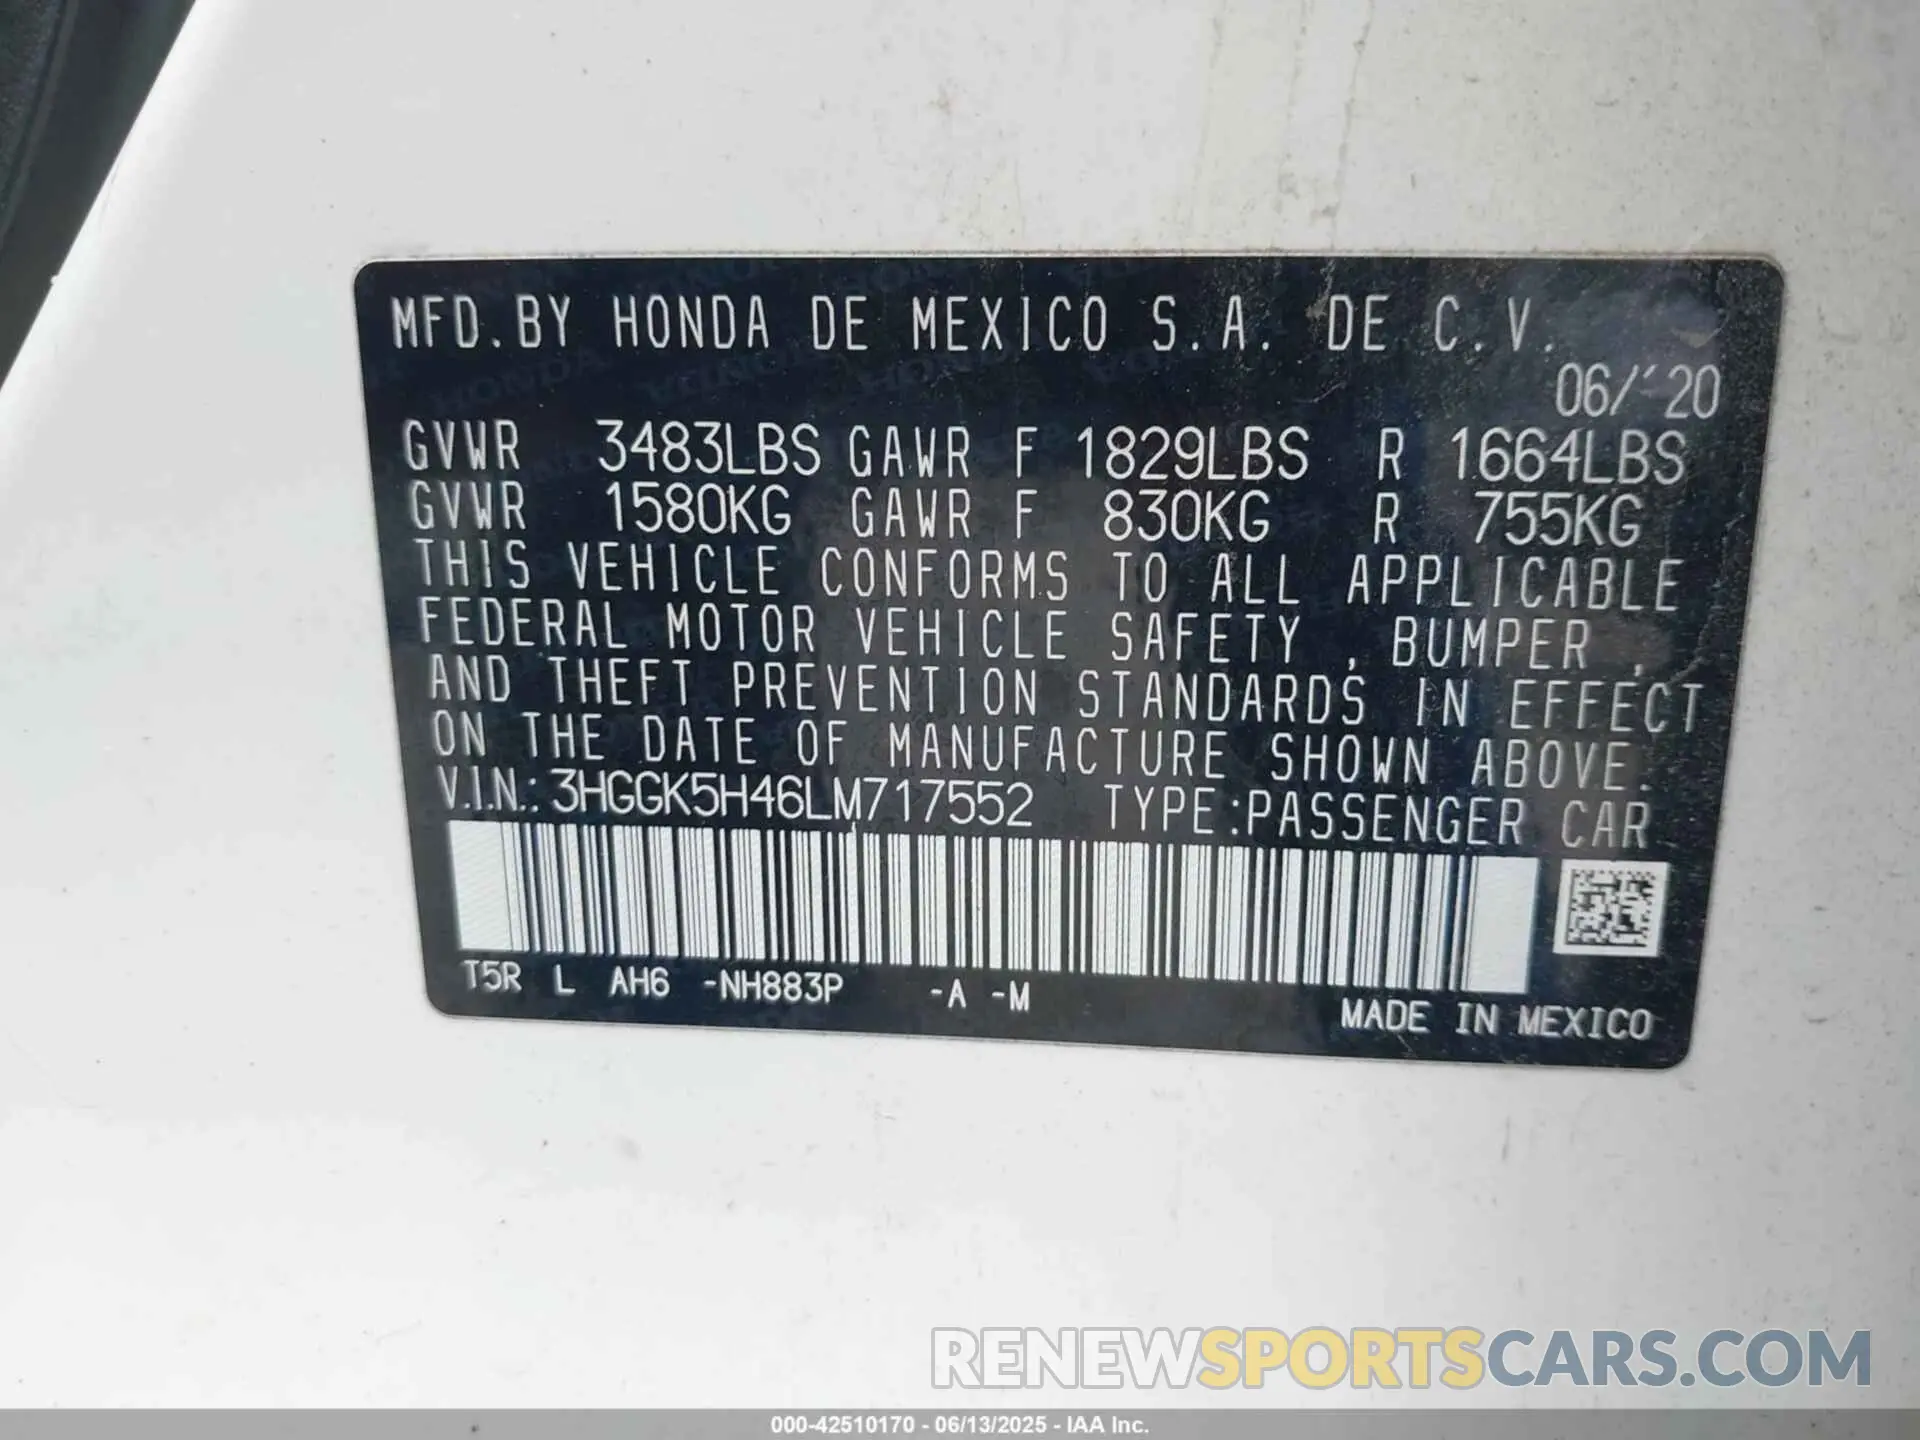 MFD.BY HONDA DE MEXICO S.A. DE C.V.
06/'20
GVWR 3483LBS GAWR F 1829LBS R 1664LBS
GVWR 1580KG GAWR F 830KG R 755KG
THIS VEHICLE CONFORMS TO ALL APPLICABLE
FEDERAL MOTOR VEHICLE SAFETY , BUMPER ,
AND THEFT PREVENTION STANDARDS IN EFFECT
ON THE DATE OF MANUFACTURE SHOWN ABOVE.
V.I.N.: 3HGGK5H46LM717552 TYPE:PASSENGER CAR
T5R L AH6 -NH883P -A -M
MADE IN MEXICO
RENEWSPORTSCARS.COM
000-42510170 - 06/13/2025 - IAA Inc.